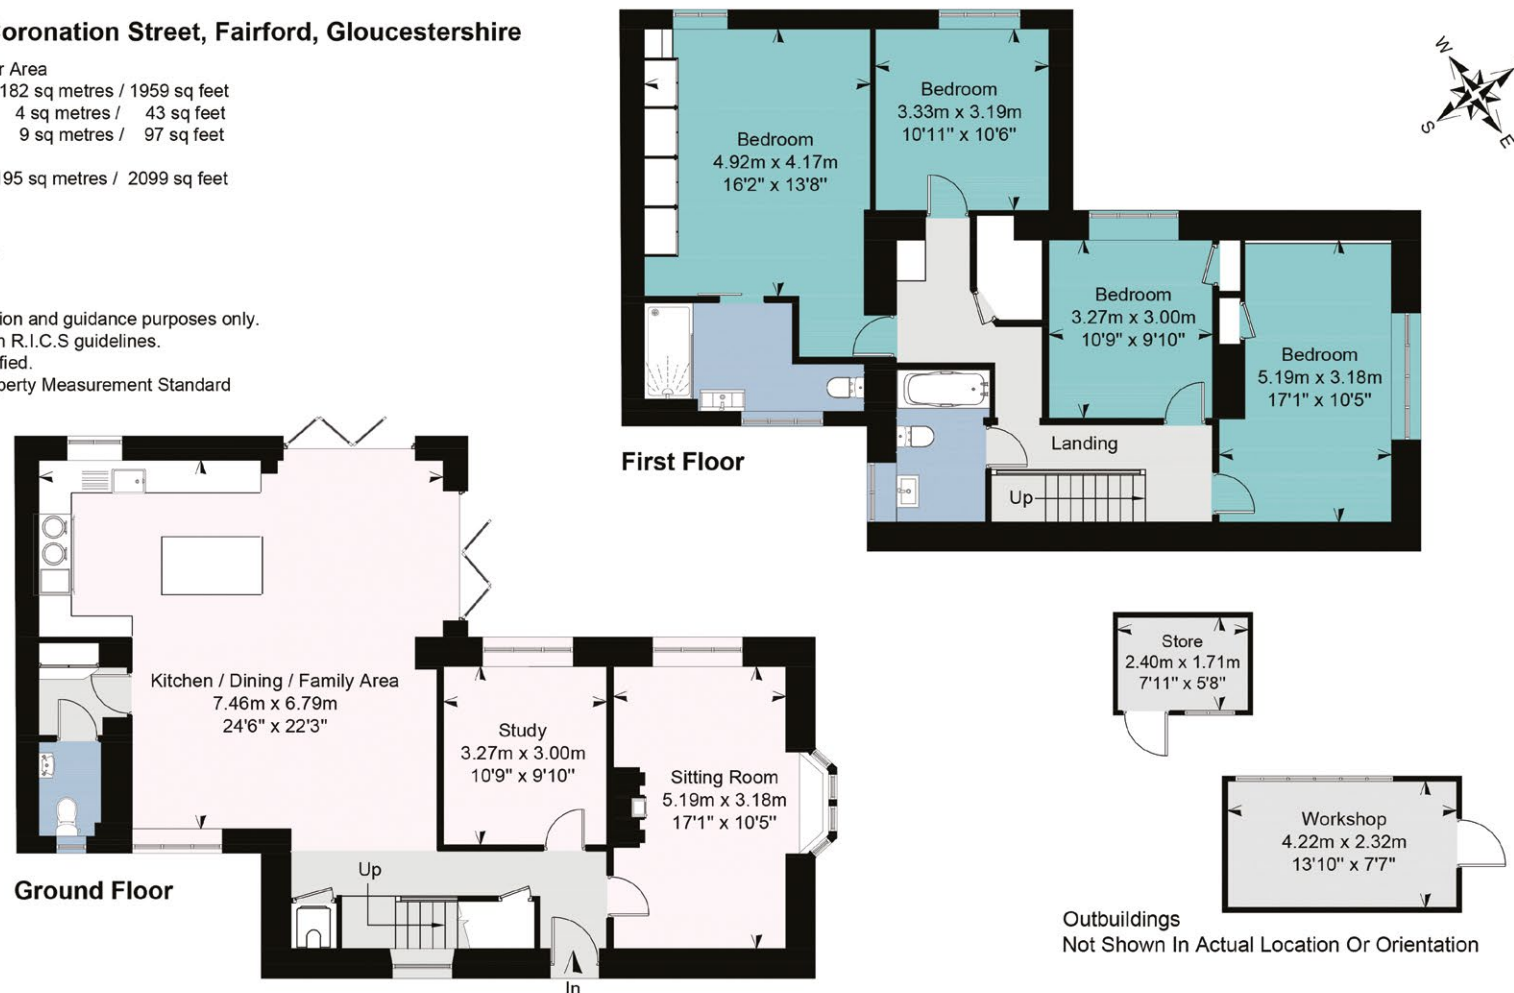 Coronation Street, Fairford, Gloucestershire
r Area
182 sq metres / 1959 sq feet
4 sq metres / 43 sq feet
9 sq metres / 97 sq feet
195 sq metres / 2099 sq feet
ion and guidance purposes only.
R.I.C.S guidelines.
fied.
perty Measurement Standard
Bedroom
4.92m x 4.17m
16'2" x 13'8"
Bedroom
3.33m x 3.19m
10'11" x 10'6"
Bedroom
3.27m x 3.00m
10'9" x 9'10"
Bedroom
5.19m x 3.18m
17'1" x 10'5"
Landing
Up
First Floor
W
S
E
Kitchen / Dining / Family Area
7.46m x 6.79m
24'6" x 22'3"
Study
3.27m x 3.00m
10'9" x 9'10"
Sitting Room
5.19m x 3.18m
17'1" x 10'5"
Up
In
Ground Floor
Store
2.40m x 1.71m
7'11" x 5'8"
Workshop
4.22m x 2.32m
13'10" x 7'7"
Outbuildings
Not Shown In Actual Location Or Orientation